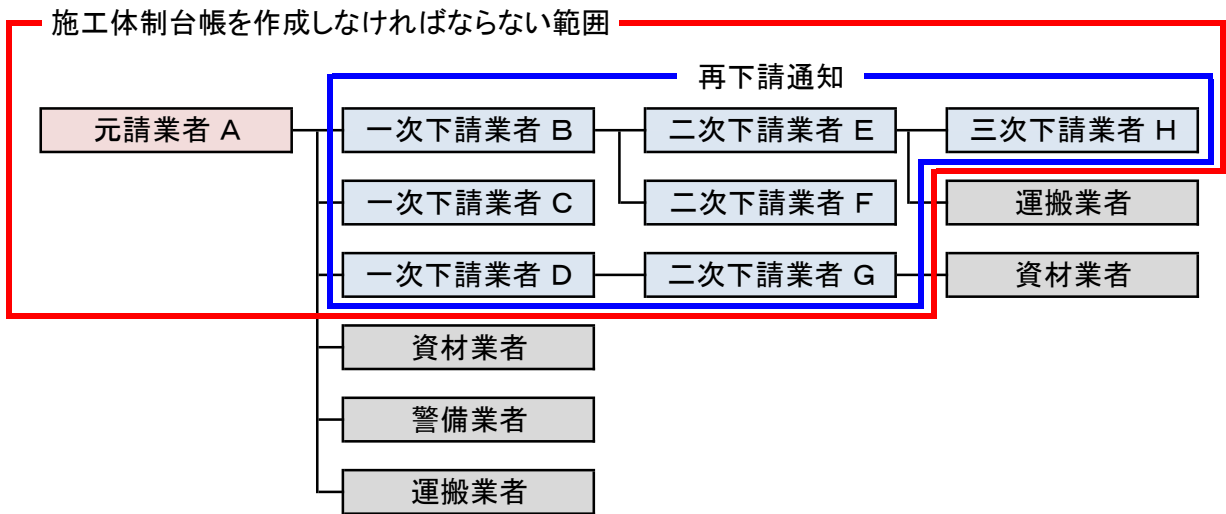 施工体制台帳を作成しなければならない範囲
再下請通知
元請業者 A
一次下請業者 B
二次下請業者 E
三次下請業者 H
一次下請業者 C
二次下請業者 F
運搬業者
一次下請業者 D
二次下請業者 G
資材業者
資材業者
警備業者
運搬業者